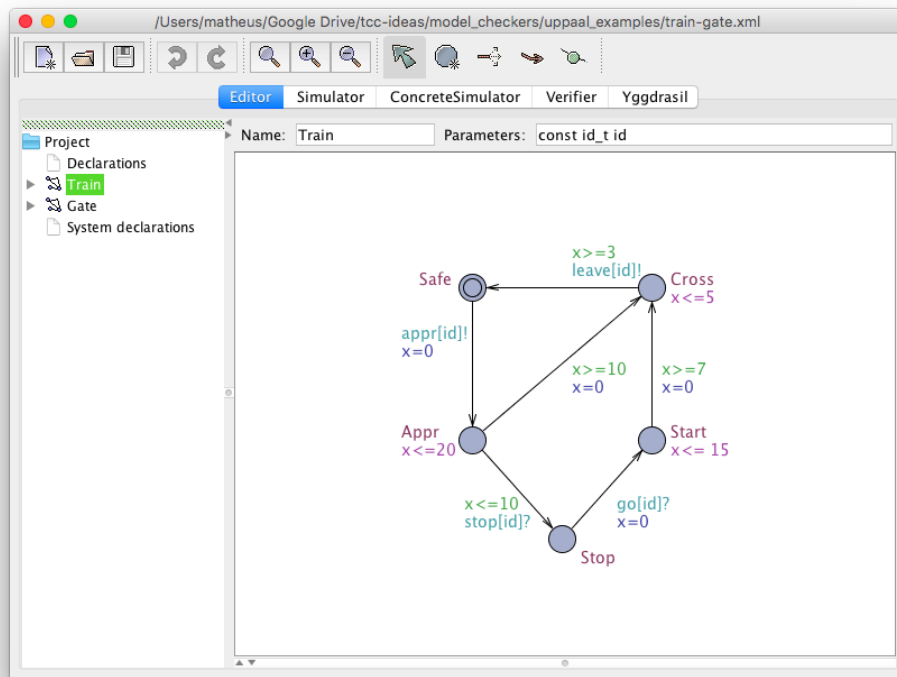 /Users/matheus/Google Drive/tcc-ideas/model_checkers/uppaal_examples/train-gate.xml
Editor Simulator ConcreteSimulator Verifier Yggdrasil
Project
Declarations
Train
Gate
System declarations
Name: Train Parameters: const id_t id
x>=3
leave[id]!
Safe
Cross
x<=5
appr[id]!
x=0
x>=10
x=0
x>=7
x=0
Appr
x<=20
Start
x<= 15
x<=10
stop[id]?
go[id]?
x=0
Stop